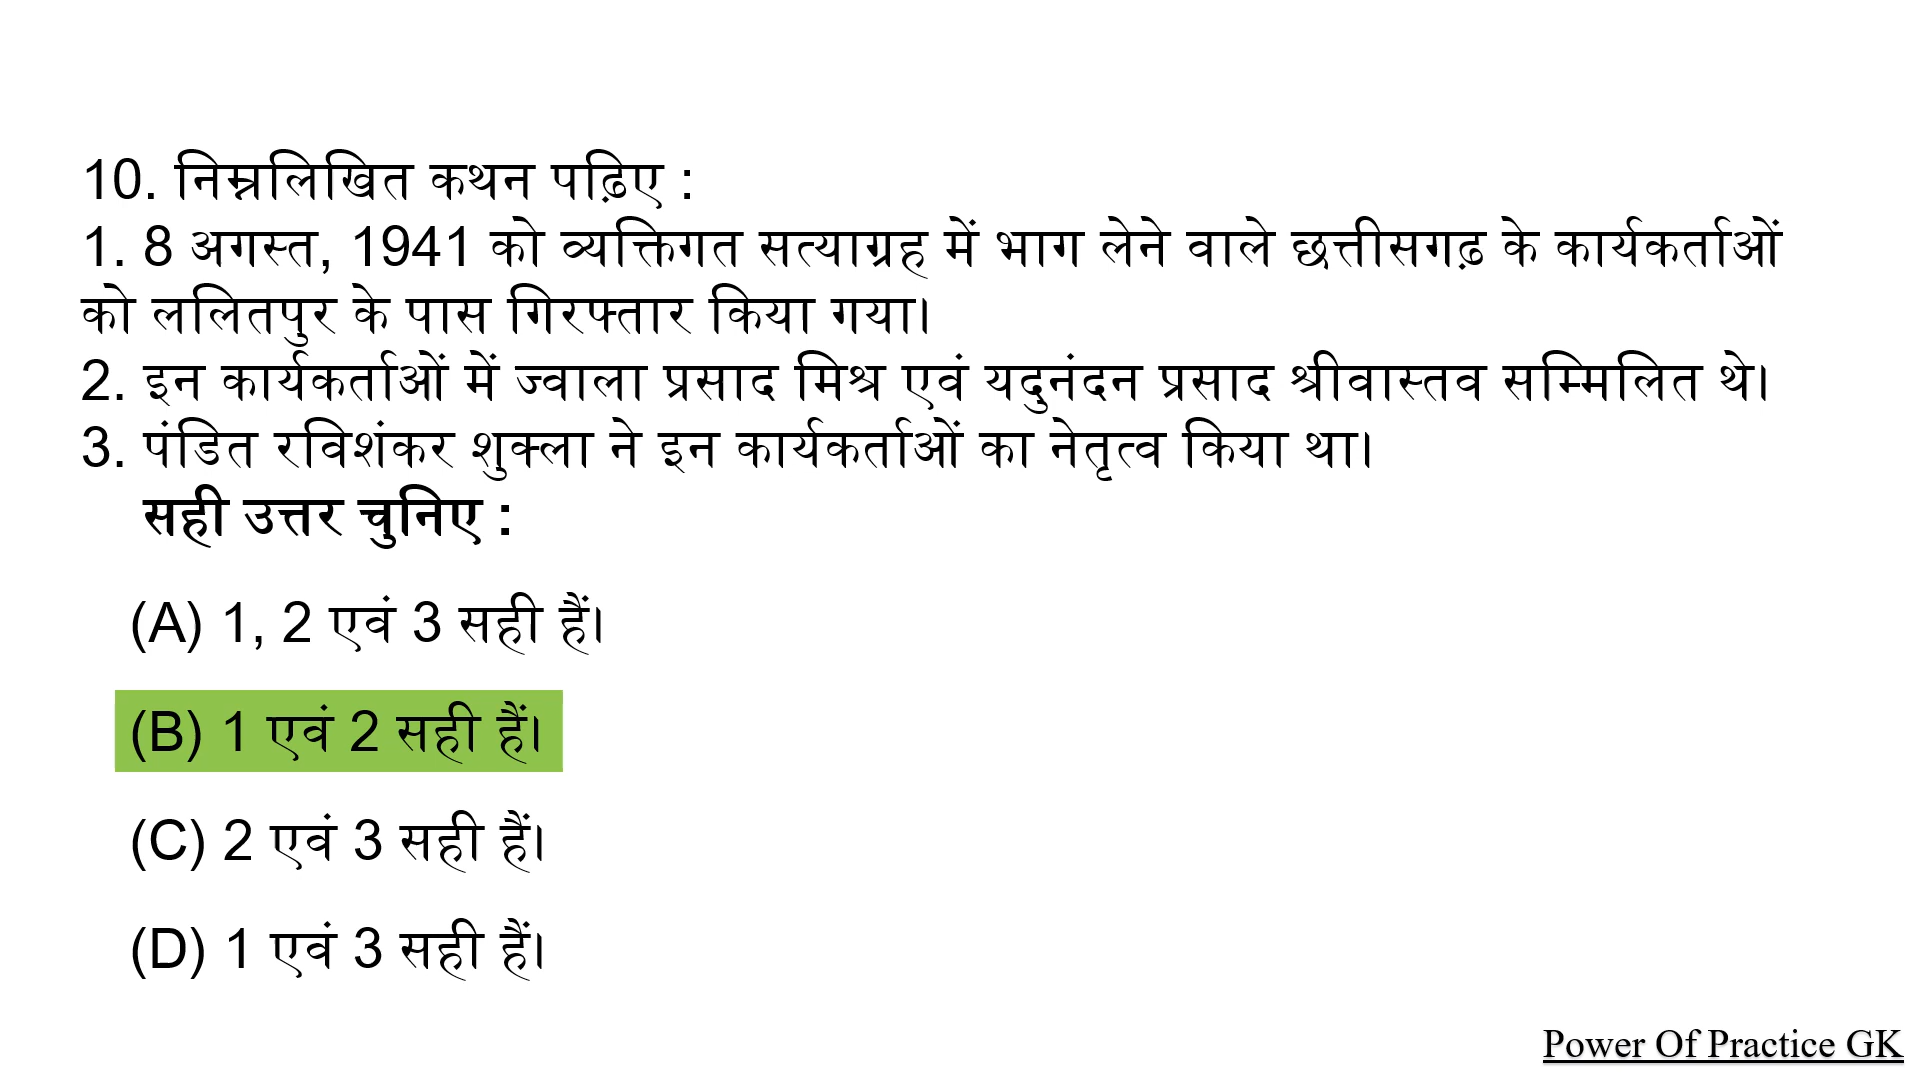 10. निम्नलिखित कथन पढ़िए :
1. 8 अगस्त, 1941 को व्यक्तिगत सत्याग्रह में भाग लेने वाले छत्तीसगढ़ के कार्यकर्ताओं
को ललितपुर के पास गिरफ्तार किया गया।
2. इन कार्यकर्ताओं में ज्वाला प्रसाद मिश्र एवं यदुनंदन प्रसाद श्रीवास्तव सम्मिलित थे।
3. पंडित रविशंकर शुक्ला ने इन कार्यकर्ताओं का नेतृत्व किया था।
सही उत्तर चुनिए :
(A) 1, 2 एवं 3 सही हैं।
(B) 1 एवं 2 सही हैं।
(C) 2 एवं 3 सही हैं।
(D) 1 एवं 3 सही हैं।
Power Of Practice GK